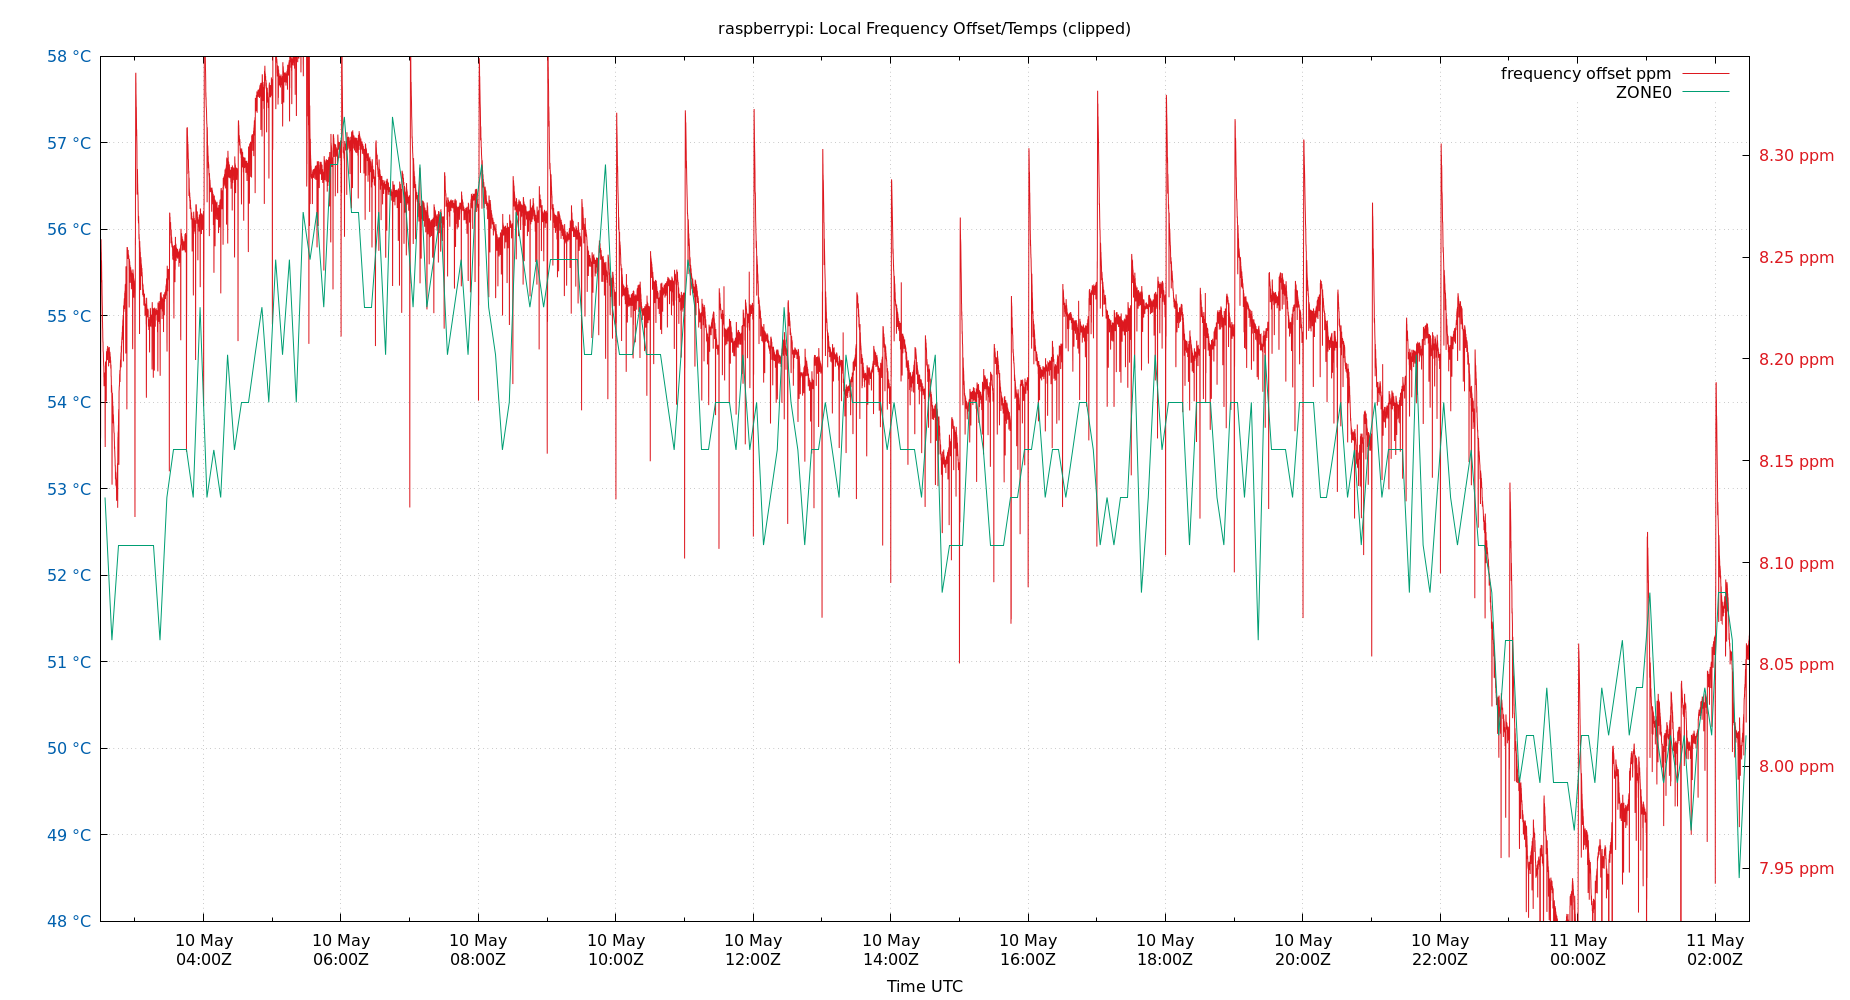 raspberrypi: Local Frequency Offset/Temps (clipped)
58 °C
57 °C
56 °C
55 °C
54 °C
53 °C
52 °C
51 °C
50 °C
49 °C
48 °C
frequency offset ppm
ZONE0
8.30 ppm
8.25 ppm
8.20 ppm
8.15 ppm
8.10 ppm
8.05 ppm
8.00 ppm
7.95 ppm
10 May
04:00Z
10 May
06:00Z
10 May
08:00Z
10 May
10:00Z
10 May
12:00Z
10 May
14:00Z
10 May
16:00Z
10 May
18:00Z
10 May
20:00Z
10 May
22:00Z
11 May
00:00Z
11 May
02:00Z
Time UTC